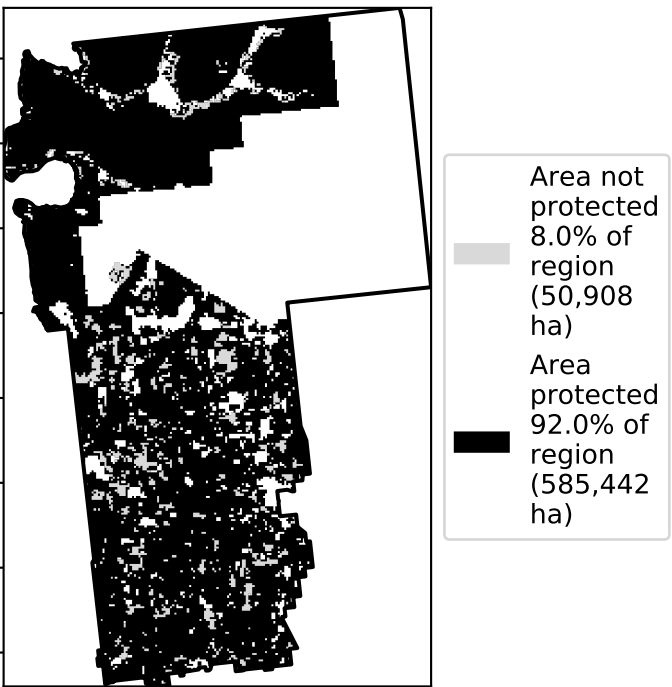 Area not
protected
8.0% of
region
(50,908
ha)
Area
protected
92.0% of
region
(585,442
ha)